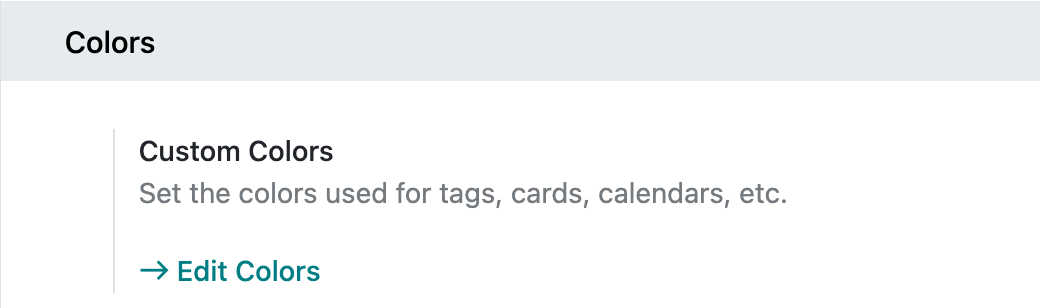 Colors
Custom Colors
Set the colors used for tags, cards, calendars, etc.
→ Edit Colors